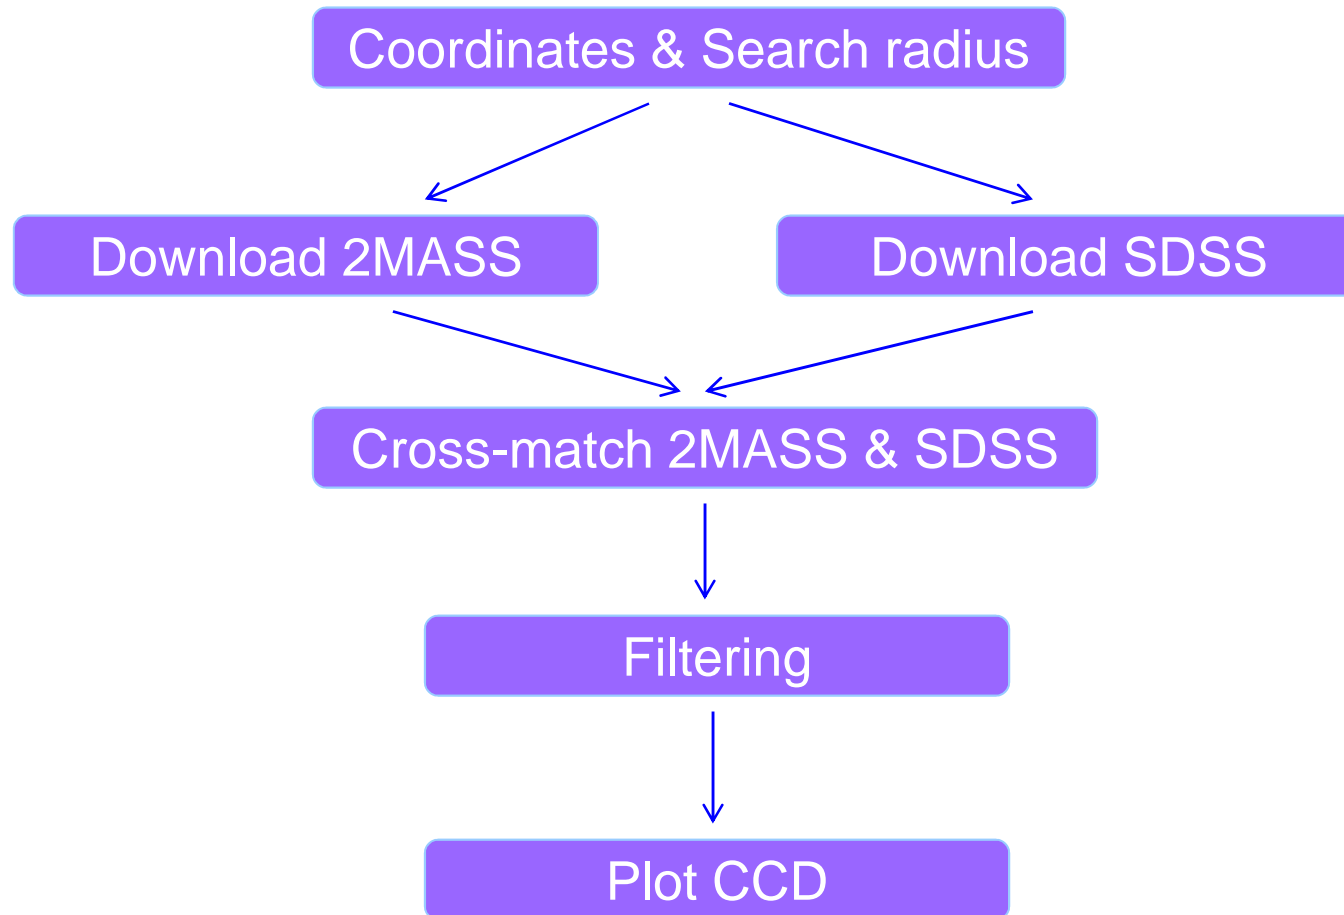 Coordinates & Search radius
Download 2MASS
Download SDSS
Cross-match 2MASS & SDSS
Filtering
Plot CCD